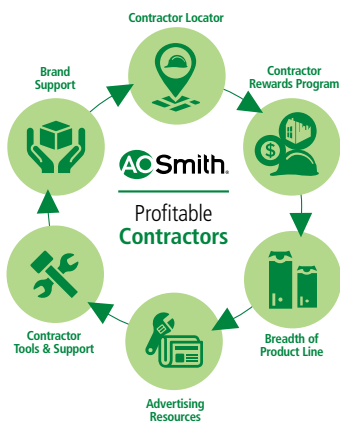 Contractor Locator
Contractor
Rewards Program
Brand
Support
$
AOSmith®
Profitable
Contractors
Contractor
Tools & Support
Breadth of
Product Line
Advertising
Resources